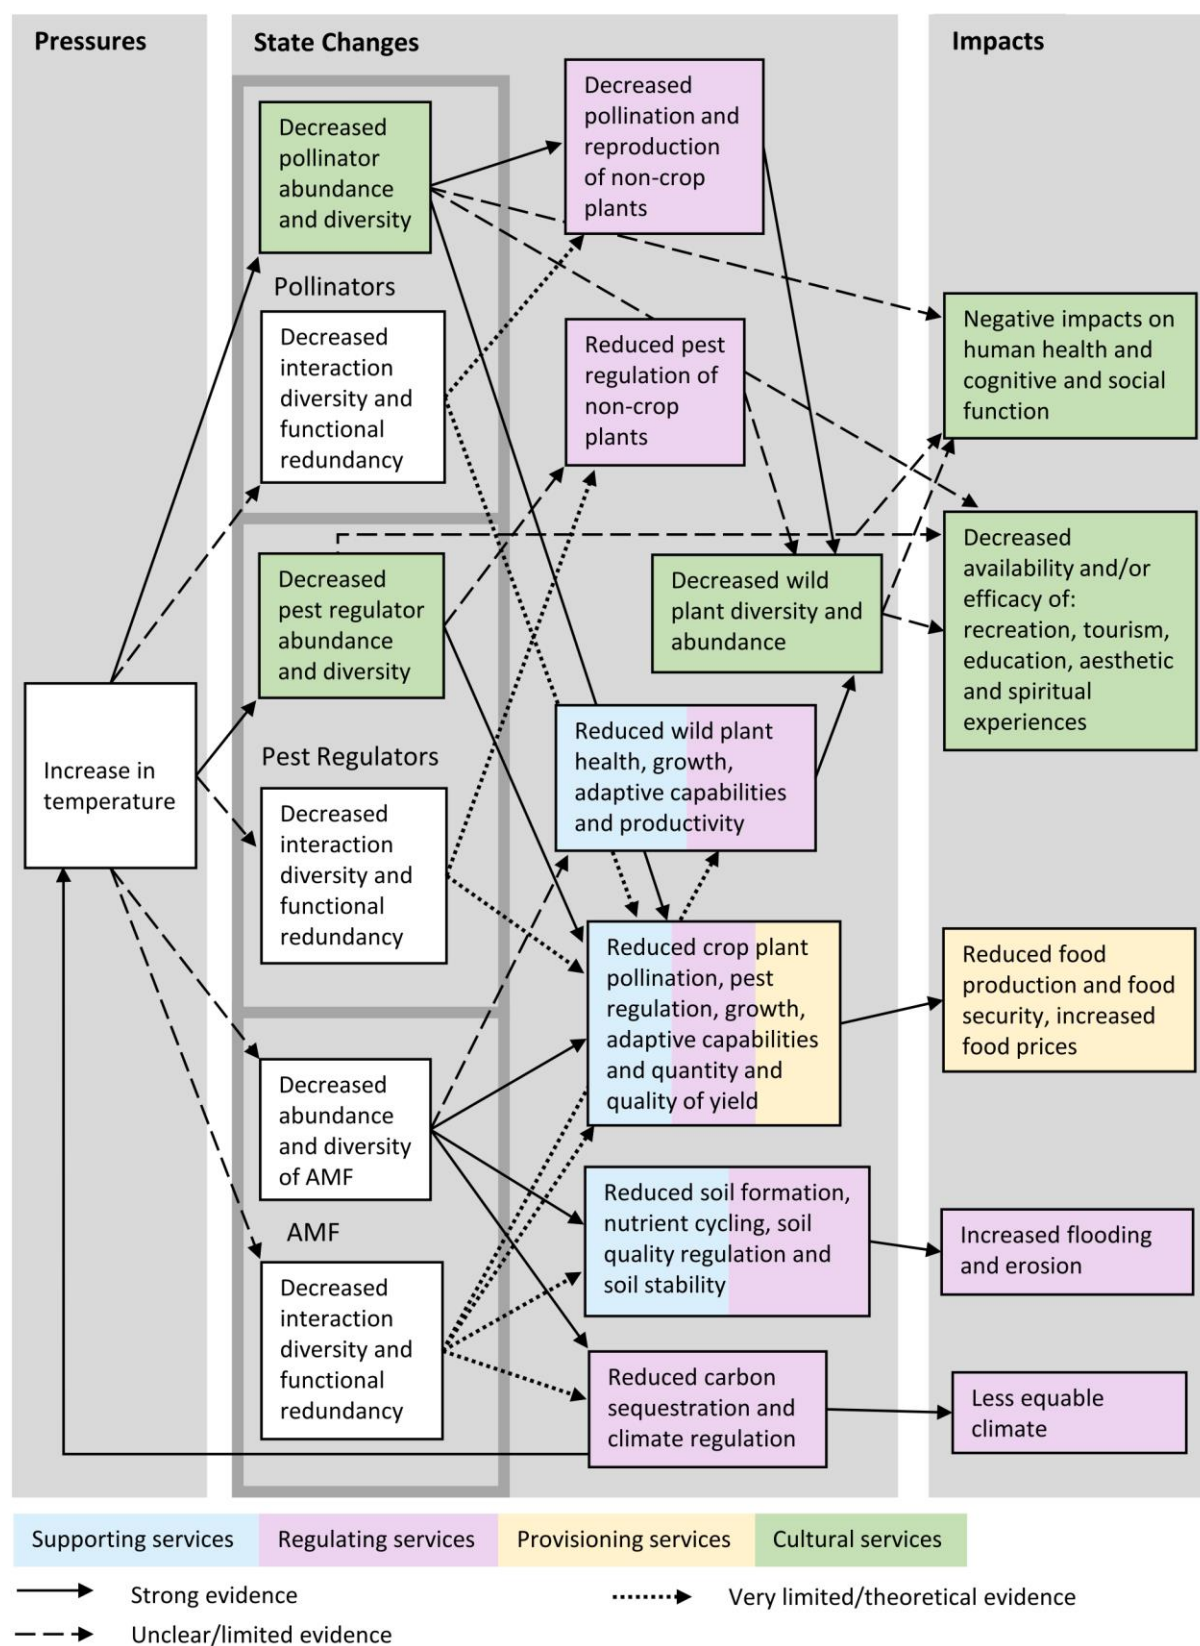 Pressures
State Changes
Impacts
Decreased
pollinator
abundance
and diversity
Pollinators
Decreased
interaction
diversity and
functional
redundancy
Decreased
pest regulator
abundance
and diversity
Pest Regulators
Decreased
interaction
diversity and
functional
redundancy
Decreased
abundance
and diversity
of AMF
AMF
Decreased
interaction
diversity and
functional
redundancy
Increase in
temperature
Decreased
pollination and
reproduction
of non-crop
plants
Reduced pest
regulation of
non-crop
plants
Decreased wild
plant diversity and
abundance
Reduced wild plant
health, growth,
adaptive capabilities
and productivity
Reduced crop plant
pollination, pest
regulation, growth,
adaptive capabilities
and quantity and
quality of yield
Reduced soil formation,
nutrient cycling, soil
quality regulation and
soil stability
Reduced carbon
sequestration and
climate regulation
Negative impacts on
human health and
cognitive and social
function
Decreased
availability and/or
efficacy of:
recreation, tourism,
education, aesthetic
and spiritual
experiences
Reduced food
production and food
security, increased
food prices
Increased flooding
and erosion
Less equable
climate
Supporting services
Regulating services
Provisioning services
Cultural services
Strong evidence
Very limited/theoretical evidence
Unclear/limited evidence